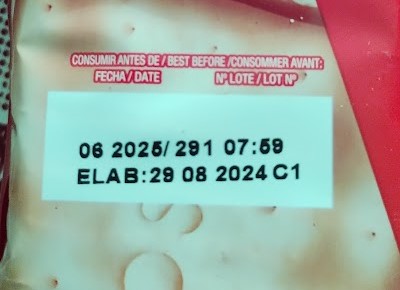 CONSUMIR ANTES DE / BEST BEFORE /CONSOMMER AVANT:
FECHA / DATE Nº LOTE / LOT Nº
06 2025/ 291 07:59
ELAB:29 08 2024 C1